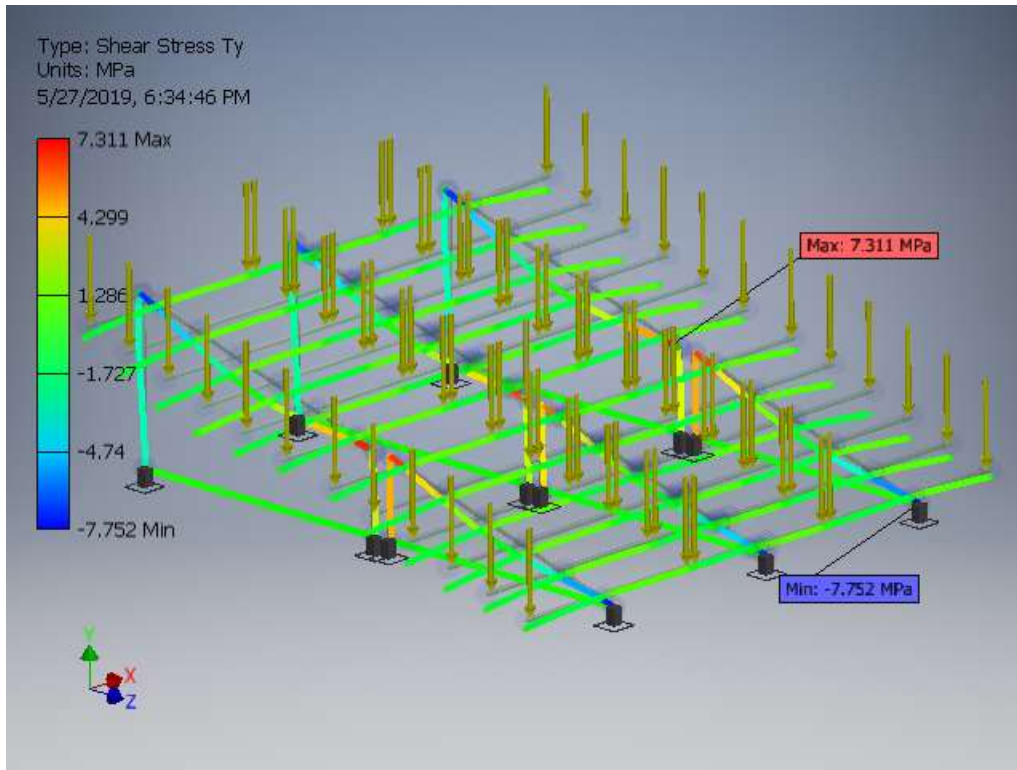 Type: Shear Stress Ty
Units: MPa
5/27/2019, 6:34:46 PM
7.311 Max
4.299
1.286
-1.727
-4.74
-7.752 Min
Max: 7.311 MPa
Min: -7.752 MPa
Y
X
Z